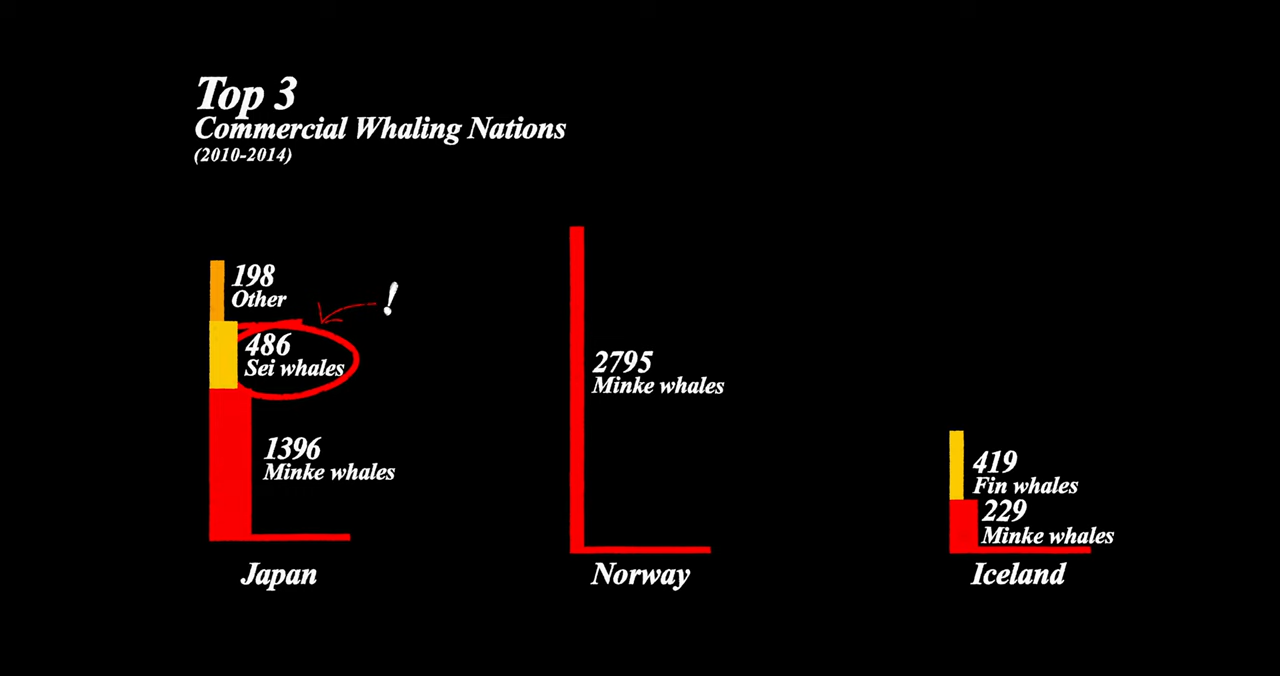 Top 3
Commercial Whaling Nations
(2010-2014)
198
Other
!
486
Sei whales
1396
Minke whales
Japan
2795
Minke whales
Norway
419
Fin whales
229
Minke whales
Iceland